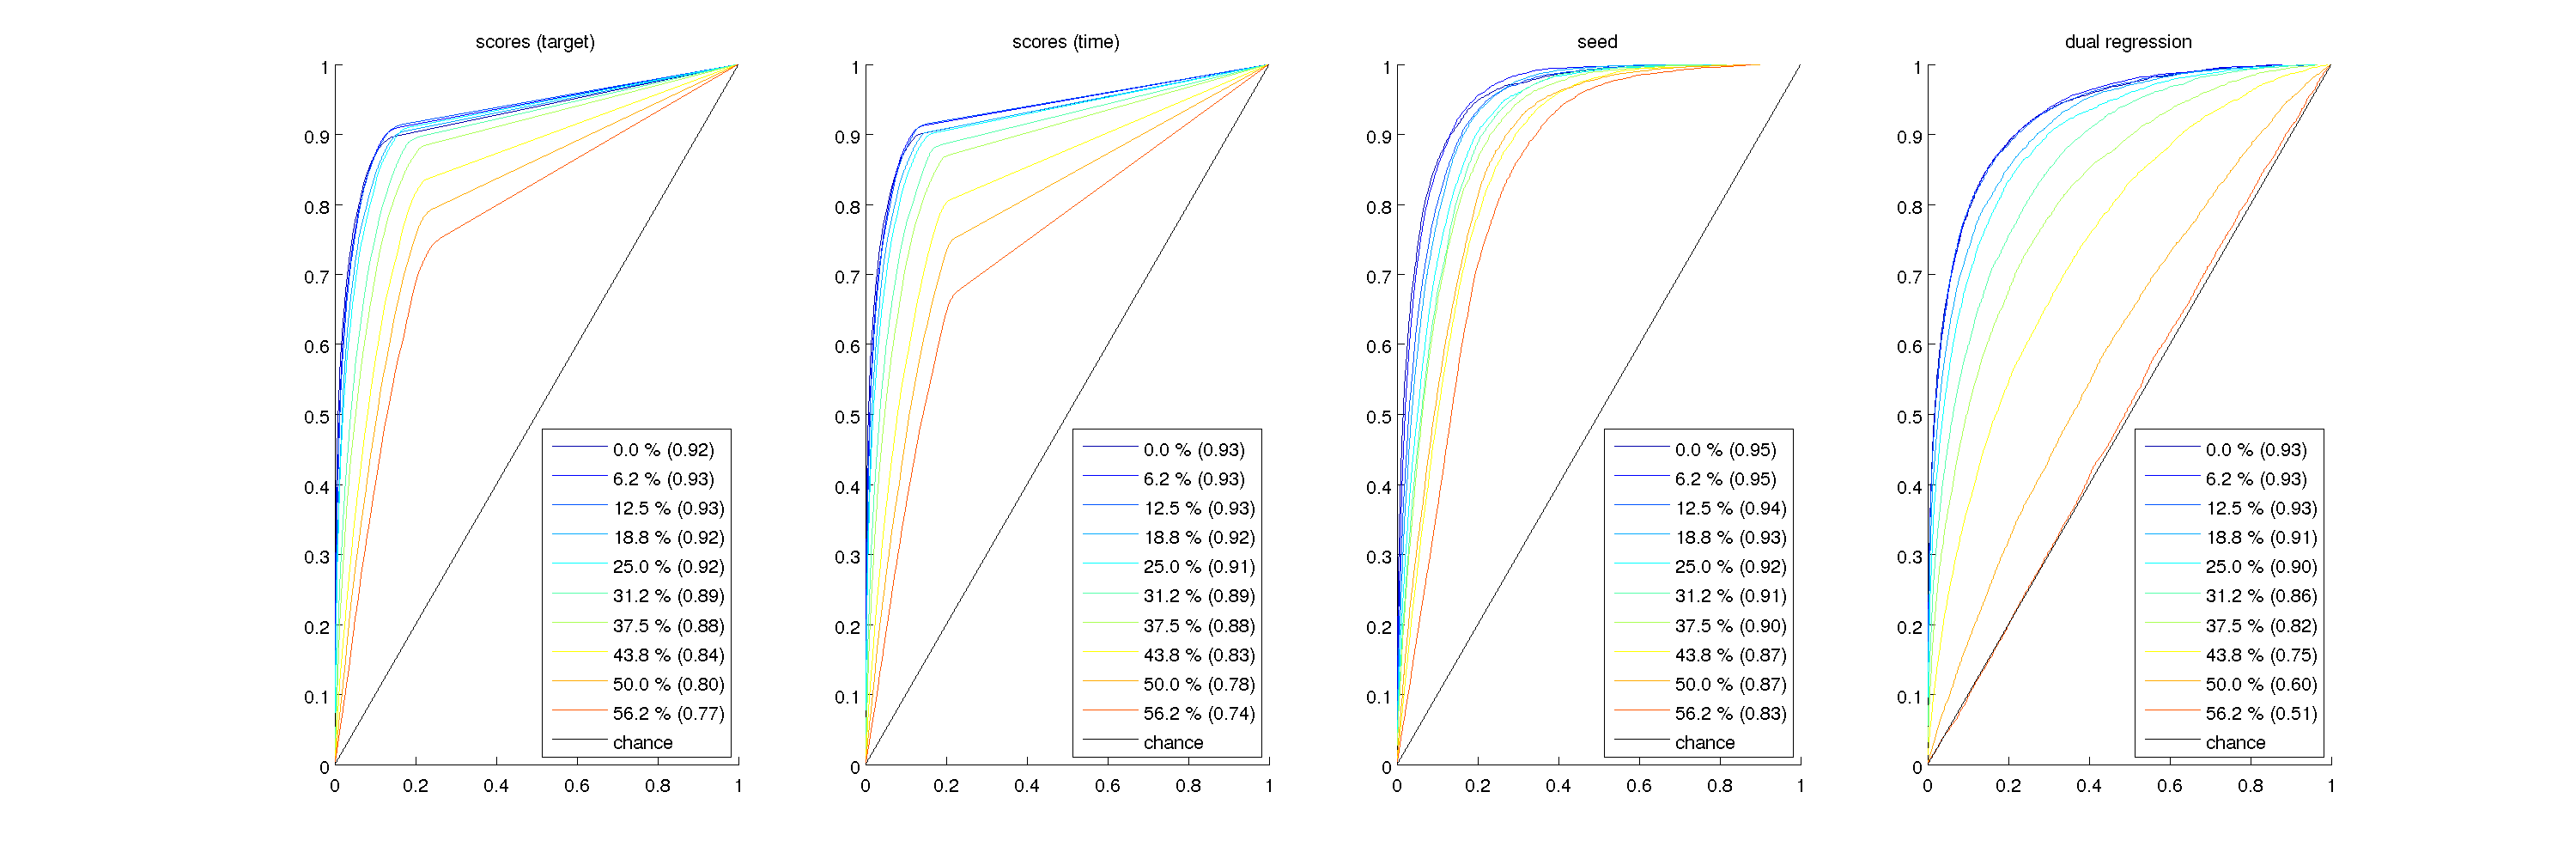 scores (target)
1
0.9
0.8
0.7
0.6
0.5
0.4
0.3
0.2
0.1
0
0
0.2
0.4
0.6
0.8
1
0.0 % (0.92)
6.2 % (0.93)
12.5 % (0.93)
18.8 % (0.92)
25.0 % (0.92)
31.2 % (0.89)
37.5 % (0.88)
43.8 % (0.84)
50.0 % (0.80)
56.2 % (0.77)
chance
scores (time)
1
0.9
0.8
0.7
0.6
0.5
0.4
0.3
0.2
0.1
0
0
0.2
0.4
0.6
0.8
1
0.0 % (0.93)
6.2 % (0.93)
12.5 % (0.93)
18.8 % (0.92)
25.0 % (0.91)
31.2 % (0.89)
37.5 % (0.88)
43.8 % (0.83)
50.0 % (0.78)
56.2 % (0.74)
chance
seed
1
0.9
0.8
0.7
0.6
0.5
0.4
0.3
0.2
0.1
0
0
0.2
0.4
0.6
0.8
1
0.0 % (0.95)
6.2 % (0.95)
12.5 % (0.94)
18.8 % (0.93)
25.0 % (0.92)
31.2 % (0.91)
37.5 % (0.90)
43.8 % (0.87)
50.0 % (0.87)
56.2 % (0.83)
chance
dual regression
1
0.9
0.8
0.7
0.6
0.5
0.4
0.3
0.2
0.1
0
0
0.2
0.4
0.6
0.8
1
0.0 % (0.93)
6.2 % (0.93)
12.5 % (0.93)
18.8 % (0.91)
25.0 % (0.90)
31.2 % (0.86)
37.5 % (0.82)
43.8 % (0.75)
50.0 % (0.60)
56.2 % (0.51)
chance